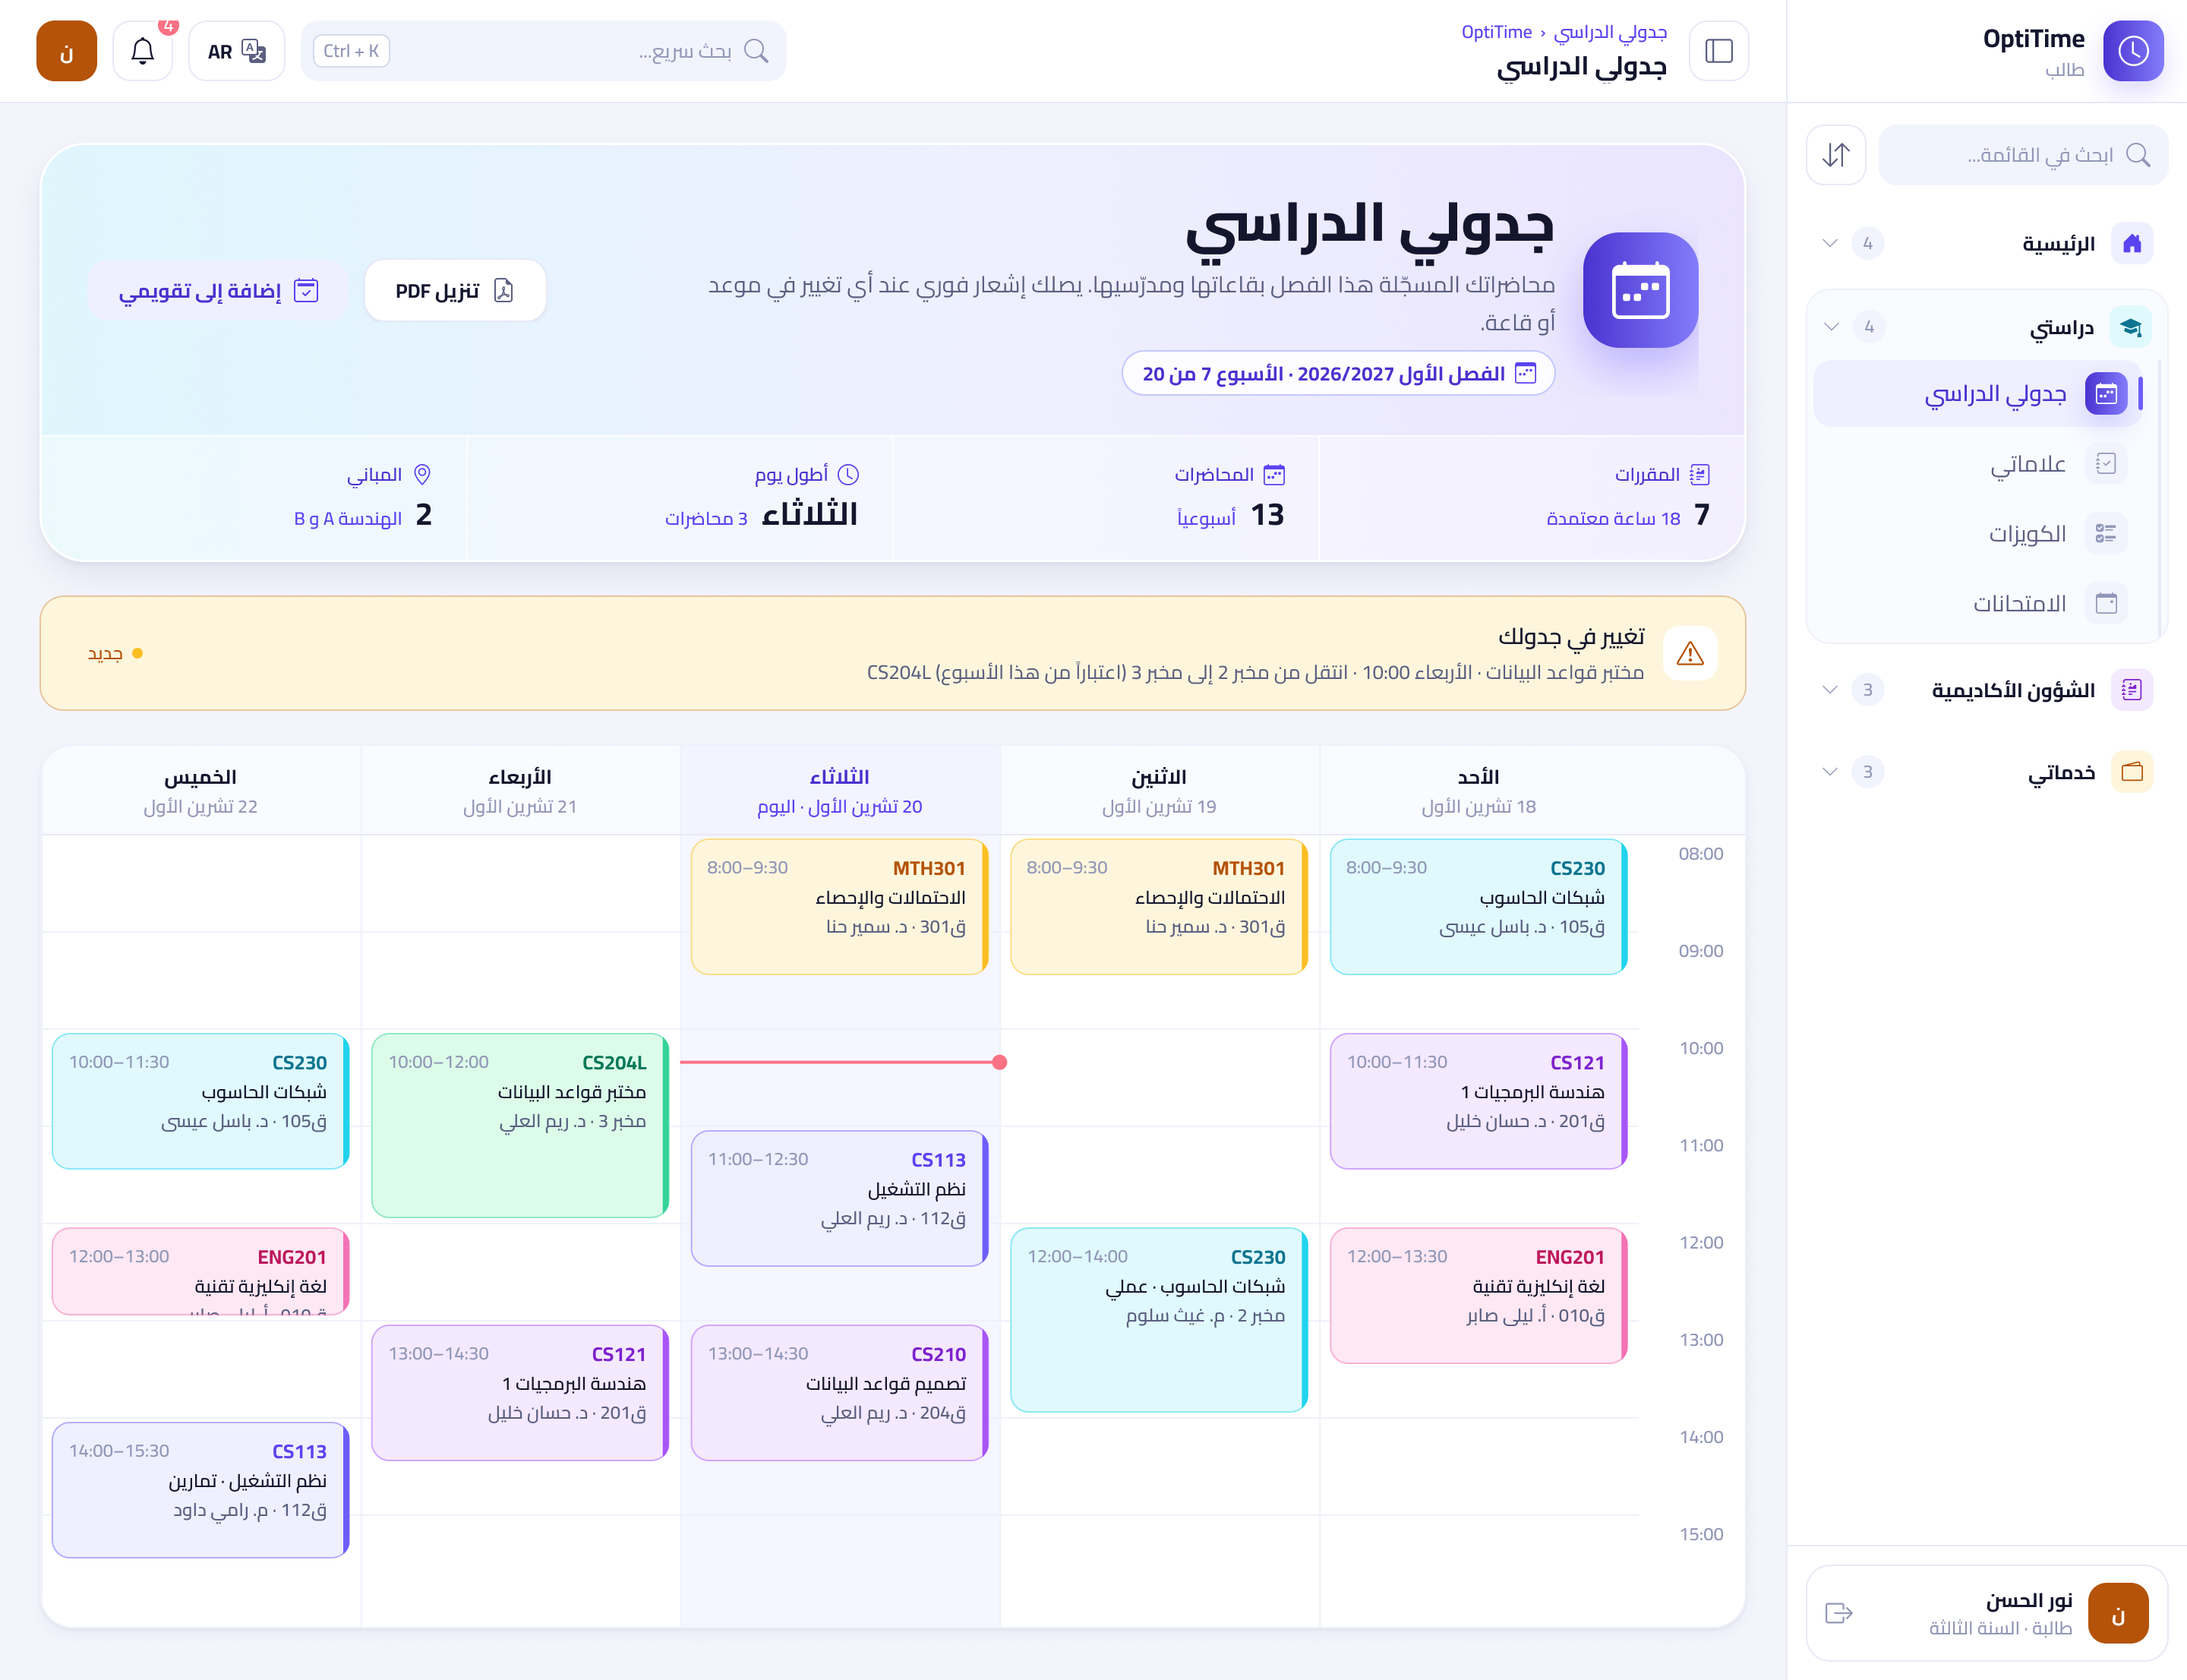 OptiTime
طالب
ابحث في القائمة...
الرئيسية
4
دراستي
4
جدولي الدراسي
علاماتي
الكويزات
الامتحانات
الشؤون الأكاديمية
3
خدماتي
3
نور الحسن
طالبة · السنة الثالثة
ن
OptiTime › جدولي الدراسي
جدولي الدراسي
بحث سريع...
Ctrl + K
AR
4
ن
جدولي الدراسي
محاضراتك المسجّلة هذا الفصل بقاعاتها ومدرّسيها. يصلك إشعار فوري عند أي تغيير في موعد
أو قاعة.
الفصل الأول 2026/2027 · الأسبوع 7 من 20
تنزيل PDF
إضافة إلى تقويمي
المقررات
7 18 ساعة معتمدة
المحاضرات
13 أسبوعياً
أطول يوم
الثلاثاء 3 محاضرات
المباني
2 الهندسة A و B
تغيير في جدولك
مختبر قواعد البيانات · الأربعاء 10:00 · انتقل من مخبر 2 إلى مخبر 3 (اعتباراً من هذا الأسبوع) CS204L
جديد
الأحد
18 تشرين الأول
الاثنين
19 تشرين الأول
الثلاثاء
20 تشرين الأول · اليوم
الأربعاء
21 تشرين الأول
الخميس
22 تشرين الأول
08:00
09:00
10:00
11:00
12:00
13:00
14:00
15:00
CS230 8:00–9:30
شبكات الحاسوب
ق105 · د. باسل عيسى
CS121 10:00–11:30
هندسة البرمجيات 1
ق201 · د. حسان خليل
ENG201 12:00–13:30
لغة إنكليزية تقنية
ق010 · أ. ليلى صابر
MTH301 8:00–9:30
الاحتمالات والإحصاء
ق301 · د. سمير حنا
CS230 12:00–14:00
شبكات الحاسوب · عملي
مخبر 2 · م. غيث سلوم
MTH301 8:00–9:30
الاحتمالات والإحصاء
ق301 · د. سمير حنا
CS113 11:00–12:30
نظم التشغيل
ق112 · د. ريم العلي
CS210 13:00–14:30
تصميم قواعد البيانات
ق204 · د. ريم العلي
CS204L 10:00–12:00
مختبر قواعد البيانات
مخبر 3 · د. ريم العلي
CS121 13:00–14:30
هندسة البرمجيات 1
ق201 · د. حسان خليل
CS230 10:00–11:30
شبكات الحاسوب
ق105 · د. باسل عيسى
ENG201 12:00–13:00
لغة إنكليزية تقنية
CS113 14:00–15:30
نظم التشغيل · تمارين
ق112 · م. رامي داود